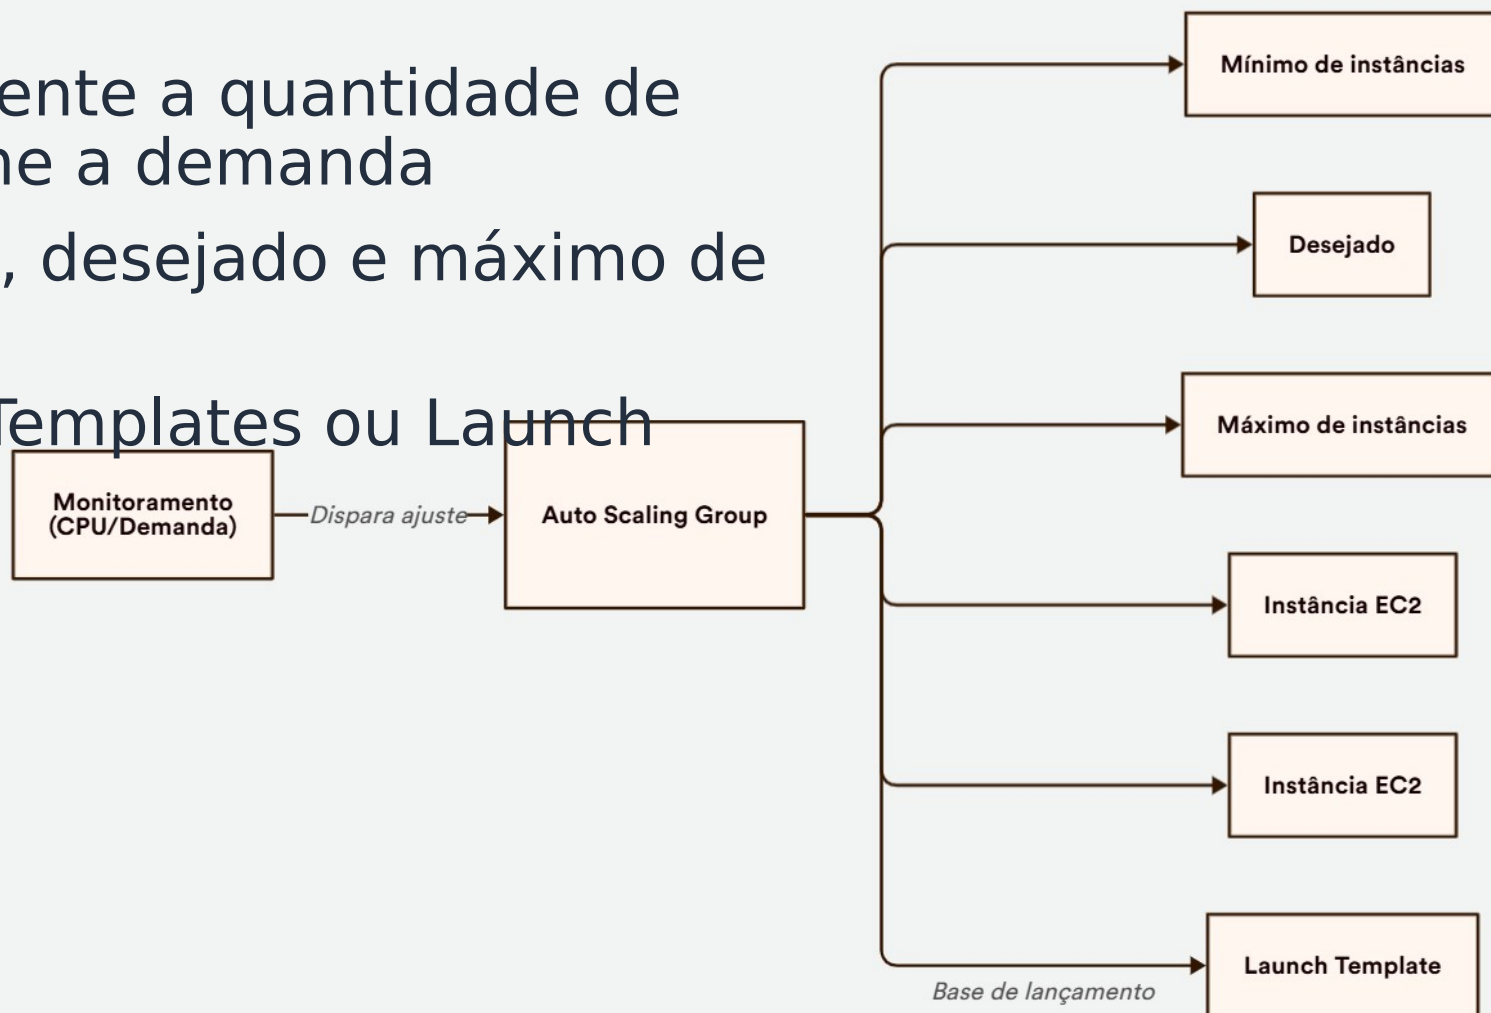 ente a quantidade de
ne a demanda
, desejado e máximo de
Templates ou Launch
Monitoramento
(CPU/Demanda)
Dispara ajuste
Auto Scaling Group
Mínimo de instâncias
Desejado
Máximo de instâncias
Instância EC2
Instância EC2
Launch Template
Base de lançamento